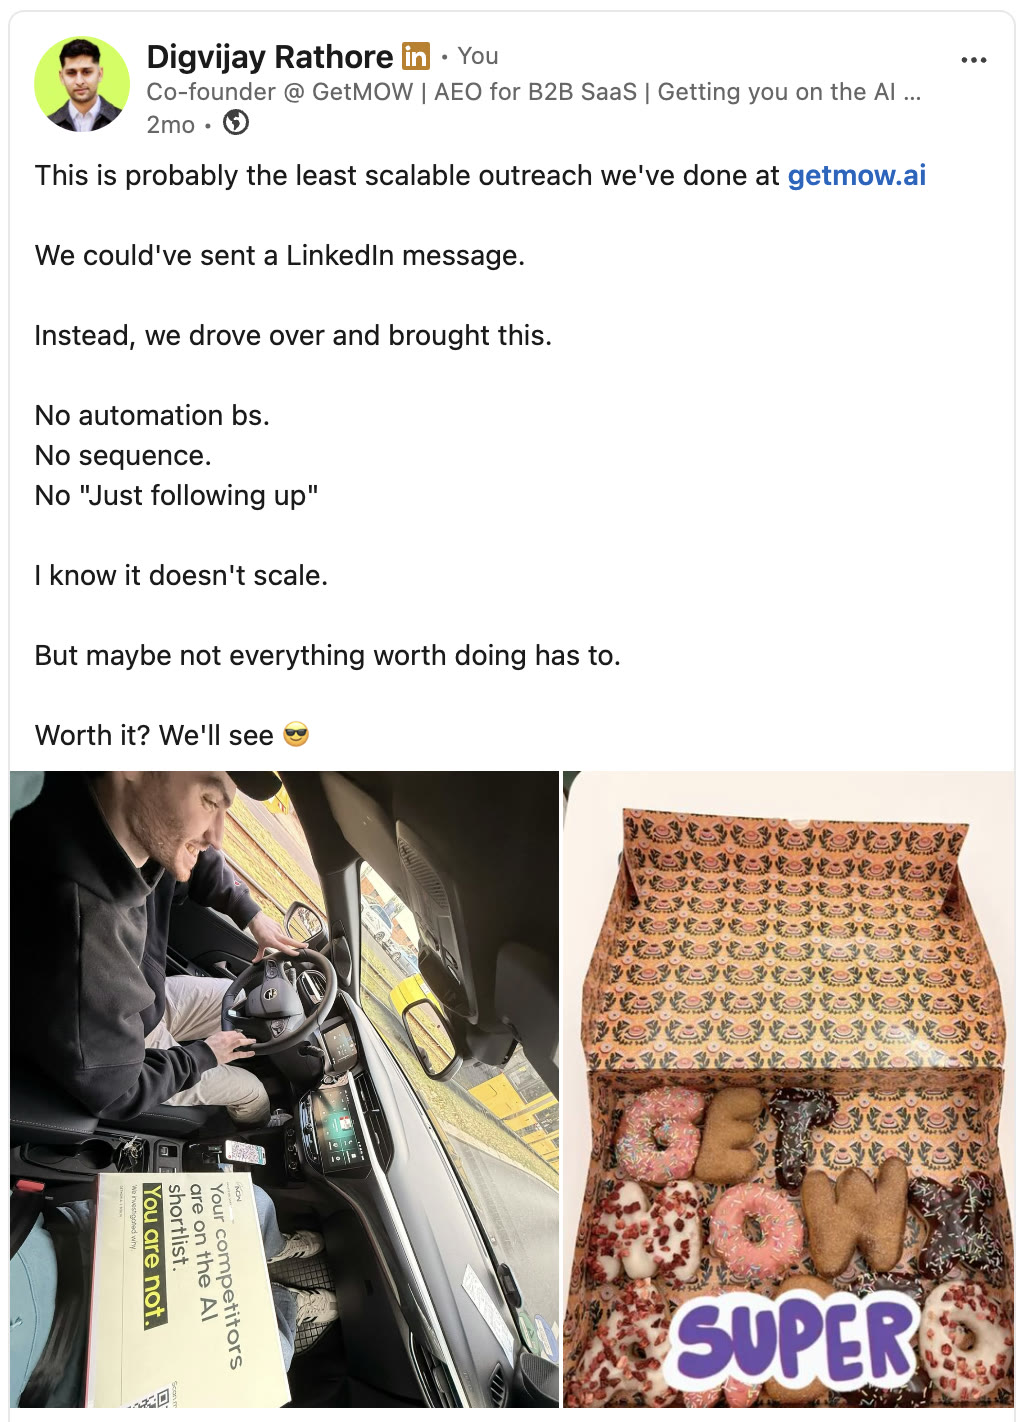 Digvijay Rathore in • You
Co-founder @ GetMOW | AEO for B2B SaaS | Getting you on the AI ...
2mo •
This is probably the least scalable outreach we've done at getmow.ai
We could've sent a LinkedIn message.
Instead, we drove over and brought this.
No automation bs.
No sequence.
No "Just following up"
I know it doesn't scale.
But maybe not everything worth doing has to.
Worth it? We'll see 😎
Your competitors
are on the AI
shortlist.
You are not.
We investigated why.
GET
MOW
SUPER